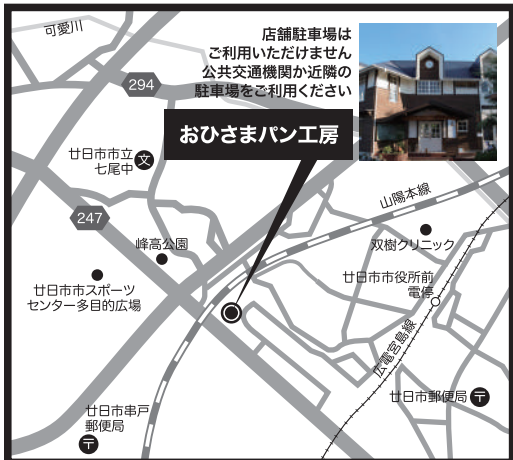 可愛川
店舗駐車場は
ご利用いただけません
公共交通機関か近隣の
駐車場をご利用ください
294
おひさまパン工房
廿日市市立
七尾中
文
247
峰高公園
山陽本線
双樹クリニック
廿日市市スポーツ
センター多目的広場
廿日市市役所前
電停
広電宮島線
廿日市郵便局
〒
廿日市串戸
郵便局
〒